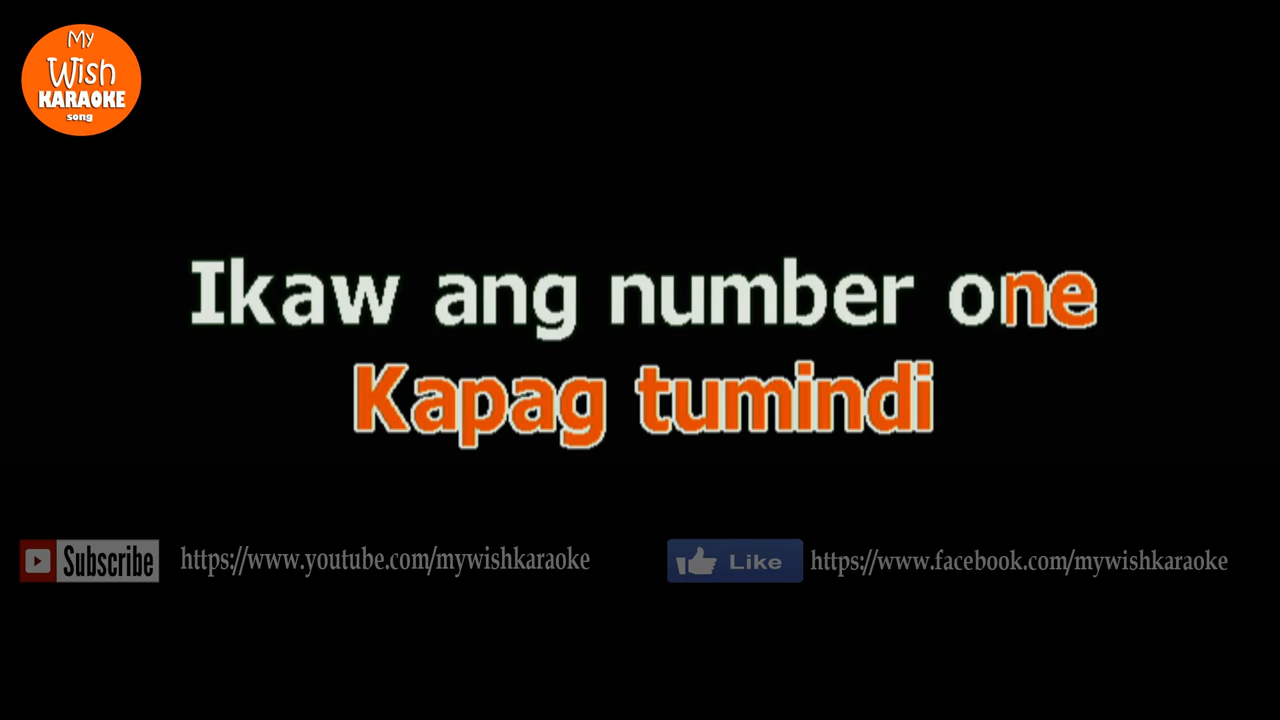 My
Wish
KARAOKE
song
Ikaw ang number one
Kapag tumindi
Subscribe https://www.youtube.com/mywishkaraoke
Like https://www.facebook.com/mywishkaraoke